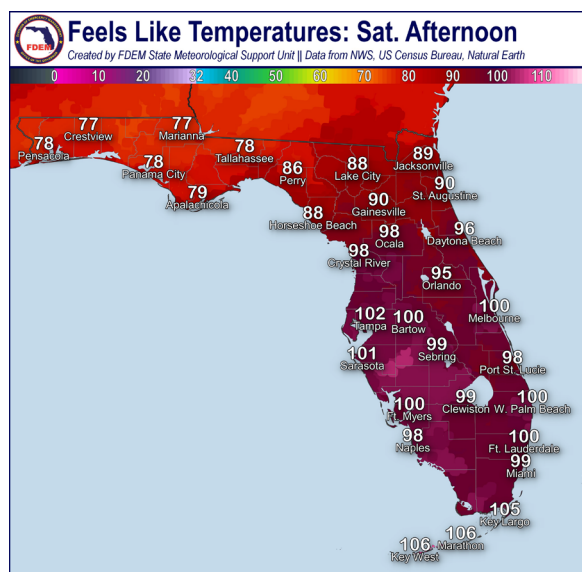 Feels Like Temperatures: Sat. Afternoon
Created by FDEM State Meteorological Support Unit || Data from NWS, US Census Bureau, Natural Earth
FDEM
0 10 20 32 40 50 60 70 80 90 100 110
77
Crestview
77
Marianna
78
Pensacola
78
Panama City
78
Tallahassee
79
Apalachicola
86
Perry
88
Lake City
89
Jacksonville
90
St. Augustine
90
Gainesville
88
Horseshoe Beach
98
Ocala
96
Daytona Beach
98
Crystal River
95
Orlando
100
Melbourne
102
Tampa
100
Bartow
99
Sebring
101
Sarasota
98
Port St. Lucie
99
Clewiston
100
W. Palm Beach
100
Ft. Myers
98
Naples
100
Ft. Lauderdale
99
Miami
105
Key Largo
106
Marathon
106
Key West